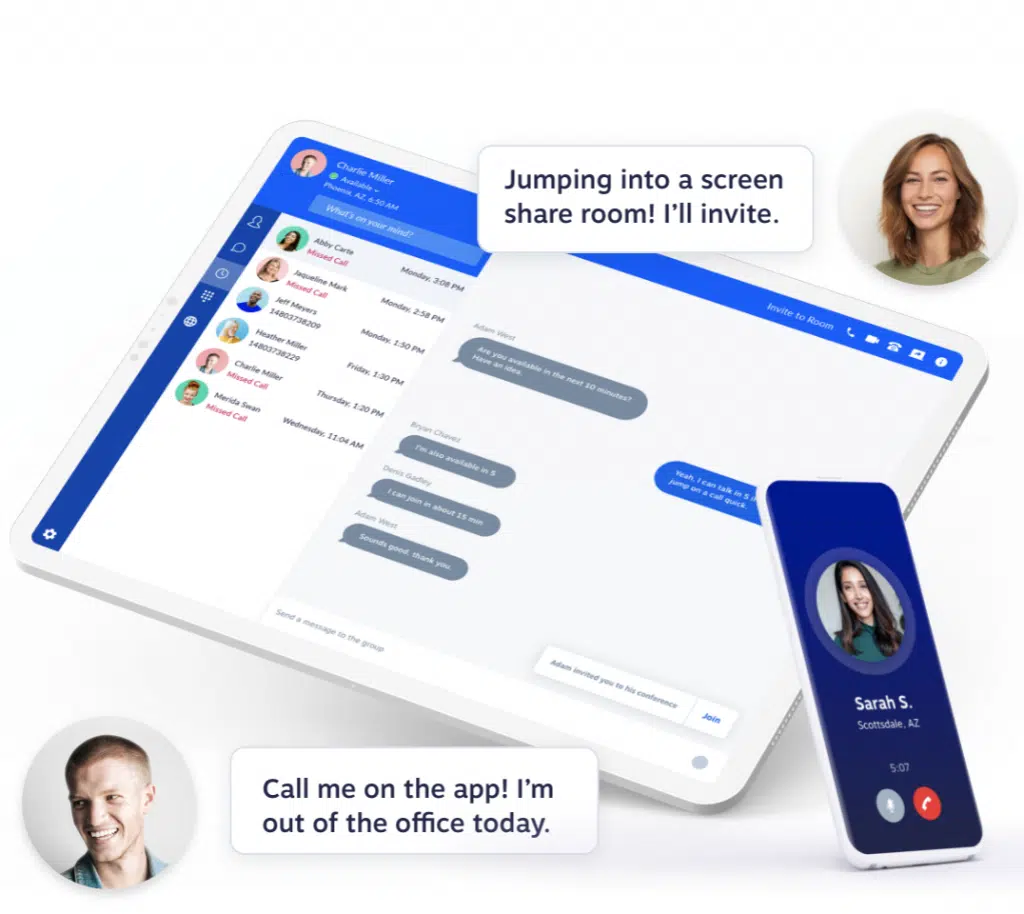 Jumping into a screen
share room! I'll invite.
Charlie Miller
Available
Phoenix, AZ, 6:50 AM
What's on your mind?
Abby Carte
Missed Call
Monday, 3:08 PM
Jaqueline Mark
Missed Call
Monday, 2:58 PM
Jeff Meyers
14803738209
Monday, 1:50 PM
Heather Miller
14803738229
Friday, 1:30 PM
Charlie Miller
Missed Call
Thursday, 1:20 PM
Merida Swan
Missed Call
Wednesday, 11:04 AM
Invite to Room
Adam West
Are you available in the next 10 minutes?
Have an idea.
Yeah, I can talk in 5
jump on a call quick.
Bryan Chavez
I'm also available in 5
Denis Gadley
I can join in about 15 min
Adam West
Sounds good, thank you.
Send a message to the group
Adam invited you to his conference
Join
Sarah S.
Scottsdale, AZ
5:07
Call me on the app! I'm
out of the office today.